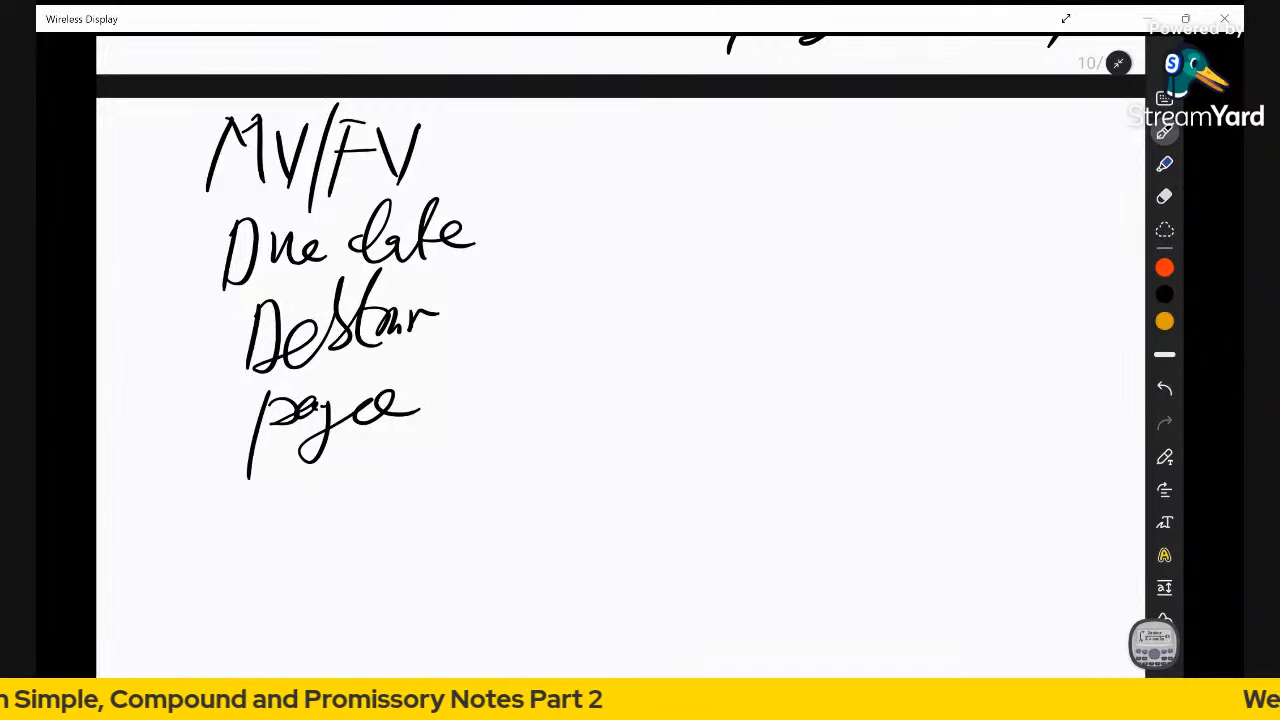 Wireless Display
Powered by
StreamYard
10/
MV/FV
Due date
payee
n Simple, Compound and Promissory Notes Part 2
We